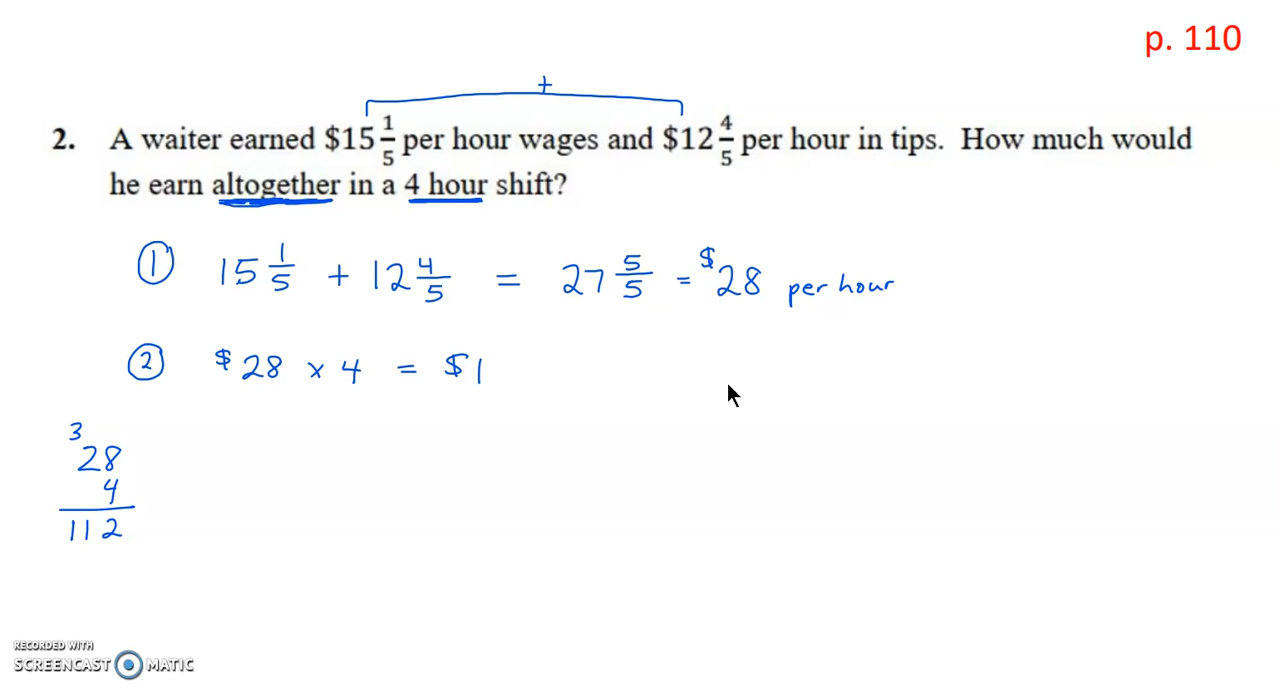 p. 110
+
2. A waiter earned $15 1/5 per hour wages and $12 4/5 per hour in tips. How much would
he earn altogether in a 4 hour shift?
① 15 1/5 + 12 4/5 = 27 5/5 = $28 per hour
② $28 x 4 = $1
3
28
4
112
RECORDED WITH
SCREENCAST MATIC